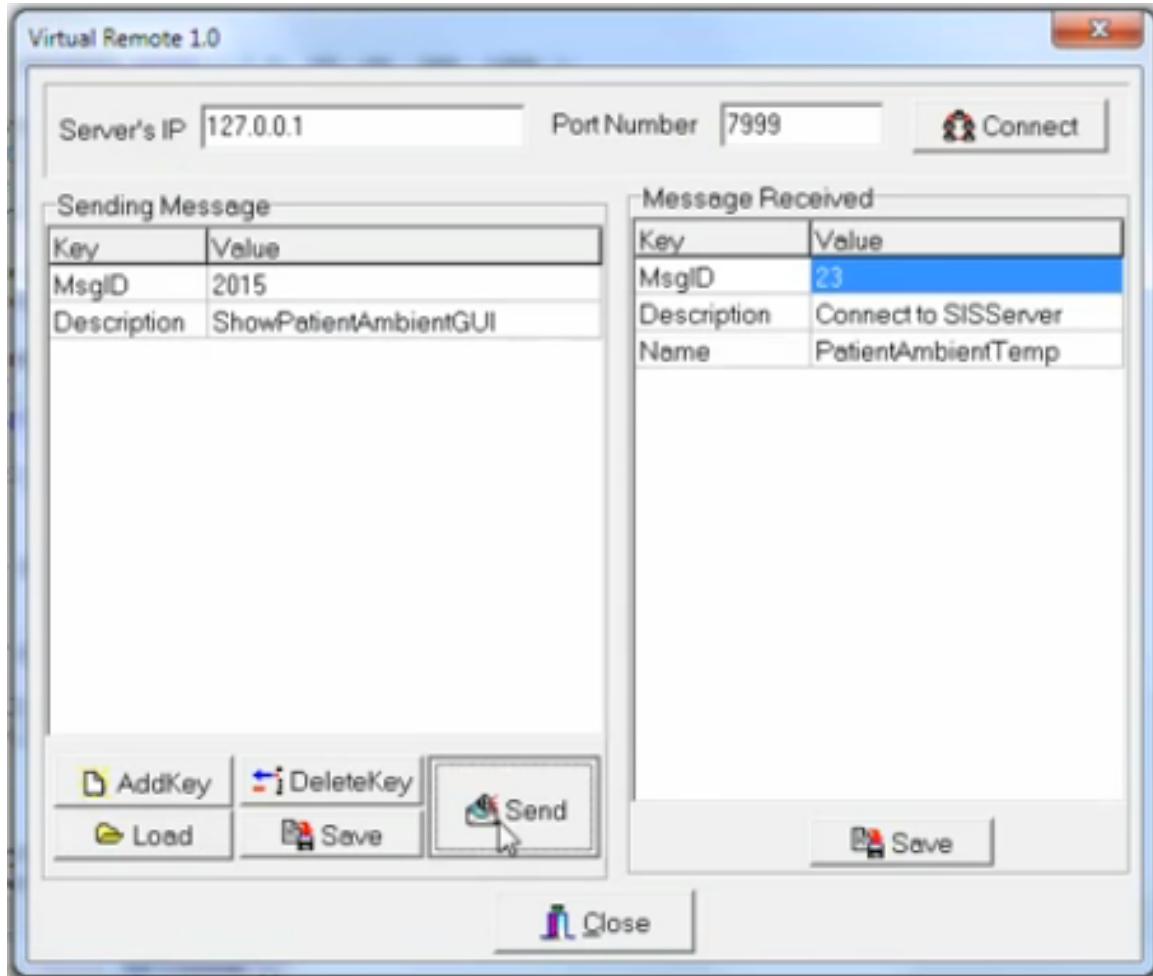 Virtual Remote 1.0
Server's IP 127.0.0.1 Port Number 7999 Connect
Sending Message
Key Value
MsgID 2015
Description ShowPatientAmbientGUI
AddKey DeleteKey
Load Save
Send
Message Received
Key Value
MsgID 23
Description Connect to SISServer
Name PatientAmbientTemp
Save
Close